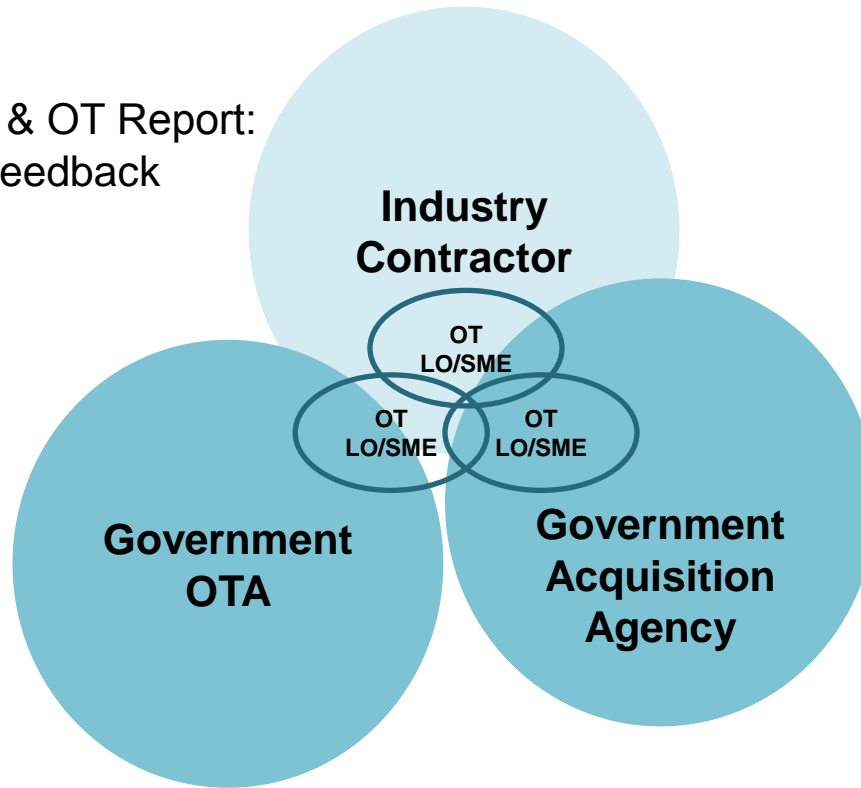 & OT Report:
eedback
Industry
Contractor
OT
LO/SME
OT
LO/SME
OT
LO/SME
Government
OTA
Government
Acquisition
Agency